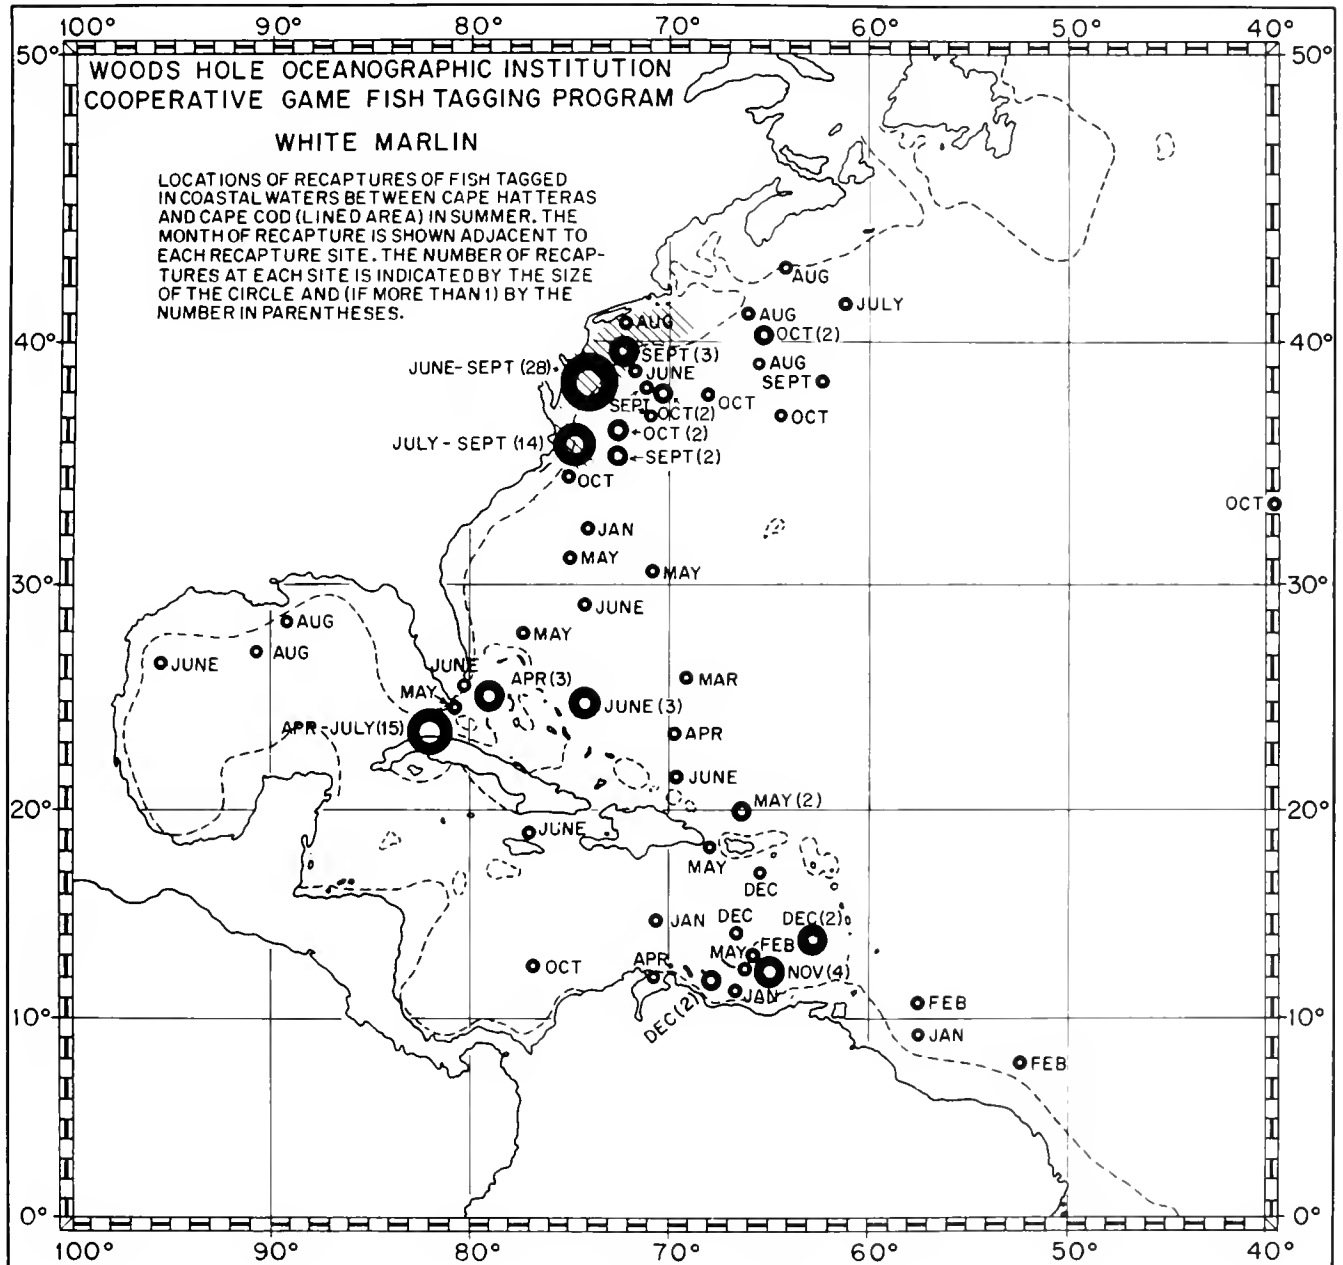 100° 90° 80° 70° 60° 50° 40°
50° 50°
WOODS HOLE OCEANOGRAPHIC INSTITUTION
COOPERATIVE GAME FISH TAGGING PROGRAM
WHITE MARLIN
LOCATIONS OF RECAPTURES OF FISH TAGGED
IN COASTAL WATERS BETWEEN CAPE HATTERAS
AND CAPE COD (LINED AREA) IN SUMMER. THE
MONTH OF RECAPTURE IS SHOWN ADJACENT TO
EACH RECAPTURE SITE. THE NUMBER OF RECAP-
TURES AT EACH SITE IS INDICATED BY THE SIZE
OF THE CIRCLE AND (IF MORE THAN 1) BY THE
NUMBER IN PARENTHESES.
AUG
JULY
AUG AUG
OCT(2)
40° 40°
SEPT (3)
JUNE-SEPT (28)
JUNE
AUG
SEPT
SEPT
OCT
OCT(2)
OCT
OCT(2)
JULY-SEPT (14)
SEPT(2)
OCT
OCT
JAN
MAY
MAY
30° 30°
JUNE
AUG
MAY
AUG
JUNE
JUNE
APR(3)
MAR
MAY
JUNE(3)
APR-JULY(15)
APR
JUNE
MAY(2)
20° 20°
JUNE
MAY
DEC
JAN
DEC
DEC(2)
FEB
MAY
APR
OCT
NOV(4)
JAN
DEC(2)
FEB
10° 10°
JAN
FEB
0° 0°
100° 90° 80° 70° 60° 50° 40°